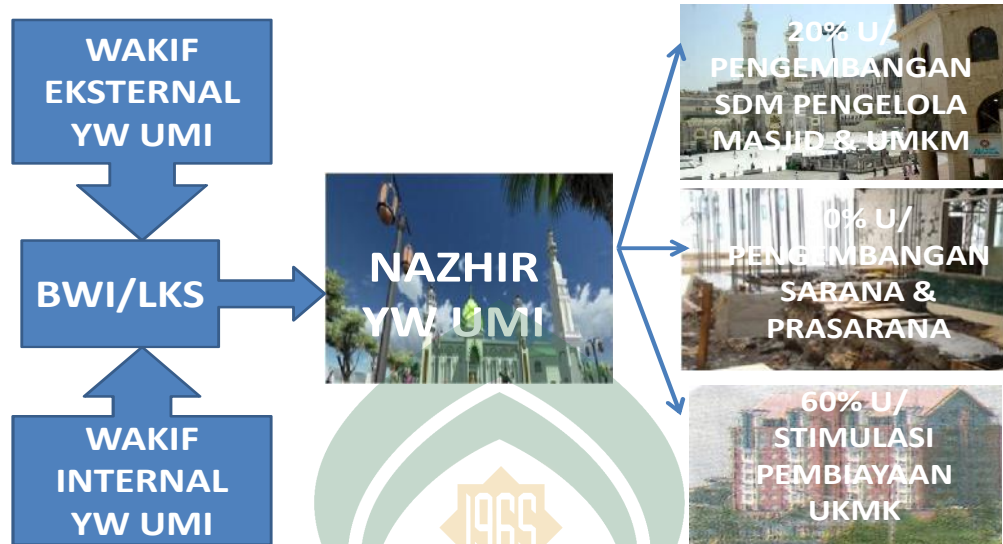 WAKIF
EKSTERNAL
YW UMI
BWI/LKS
WAKIF
INTERNAL
YW UMI
NAZHIR
YW UMI
20% U/
PENGEMBANGAN
SDM PENGELOLA
MASJID & UMKM
0% U/
PENGEMBANGAN
SARANA &
PRASARANA
60% U/
STIMULASI
PEMBIAYAAN
UKMK
1965